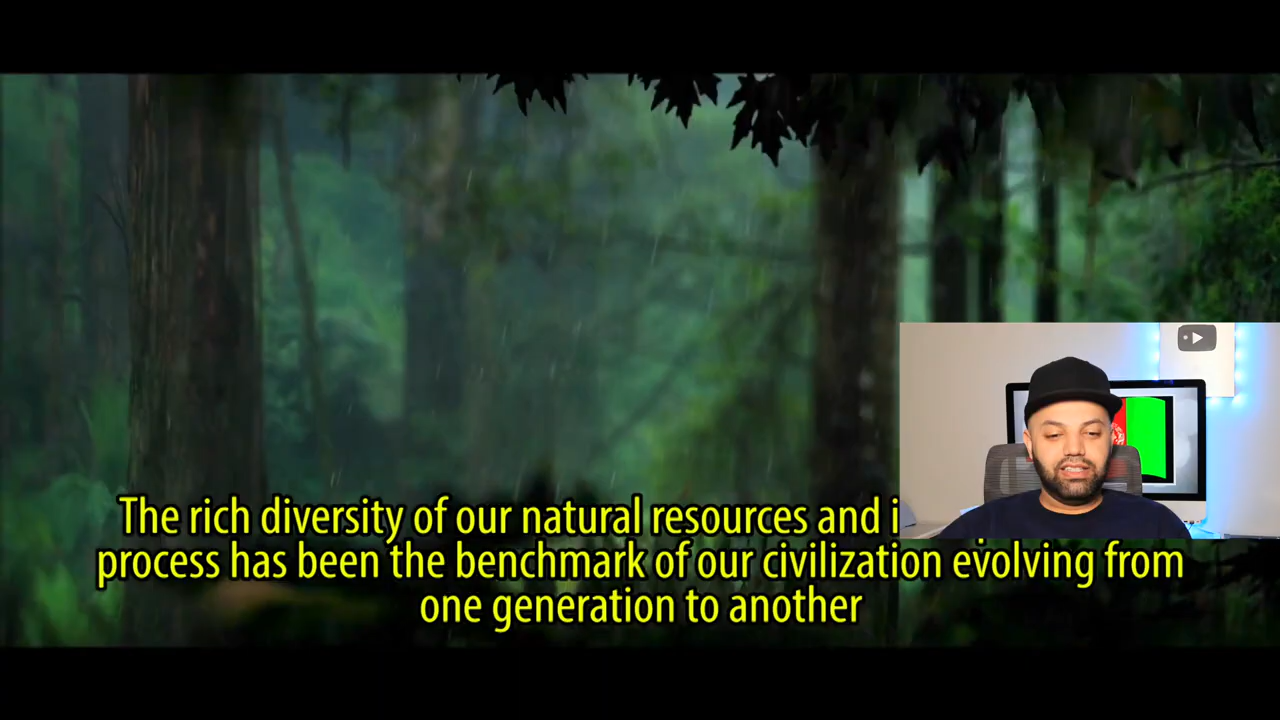 The rich diversity of our natural resources and
process has been the benchmark of our civilization evolving from
one generation to another